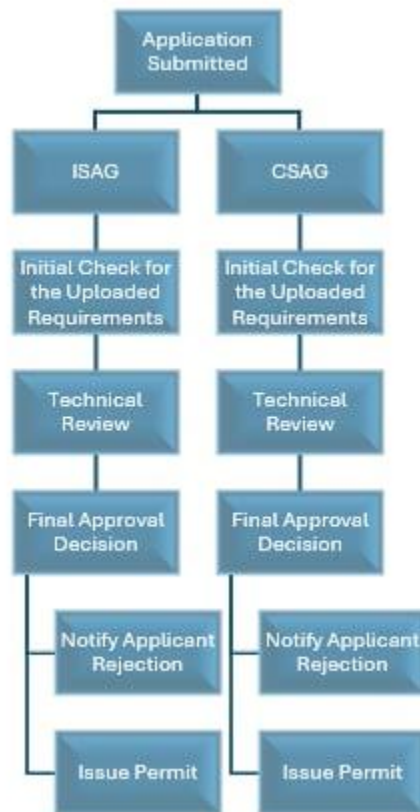 Application
Submitted
ISAG
CSAG
Initial Check for
the Uploaded
Requirements
Initial Check for
the Uploaded
Requirements
Technical
Review
Technical
Review
Final Approval
Decision
Final Approval
Decision
Notify Applicant
Rejection
Notify Applicant
Rejection
Issue Permit
Issue Permit